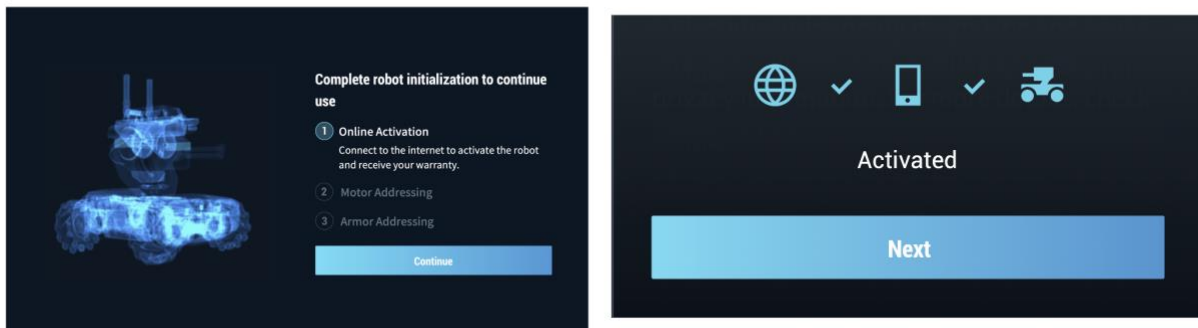 Complete robot initialization to continue
use
1 Online Activation
Connect to the internet to activate the robot
and receive your warranty.
2 Motor Addressing
3 Armor Addressing
Continue
Activated
Next